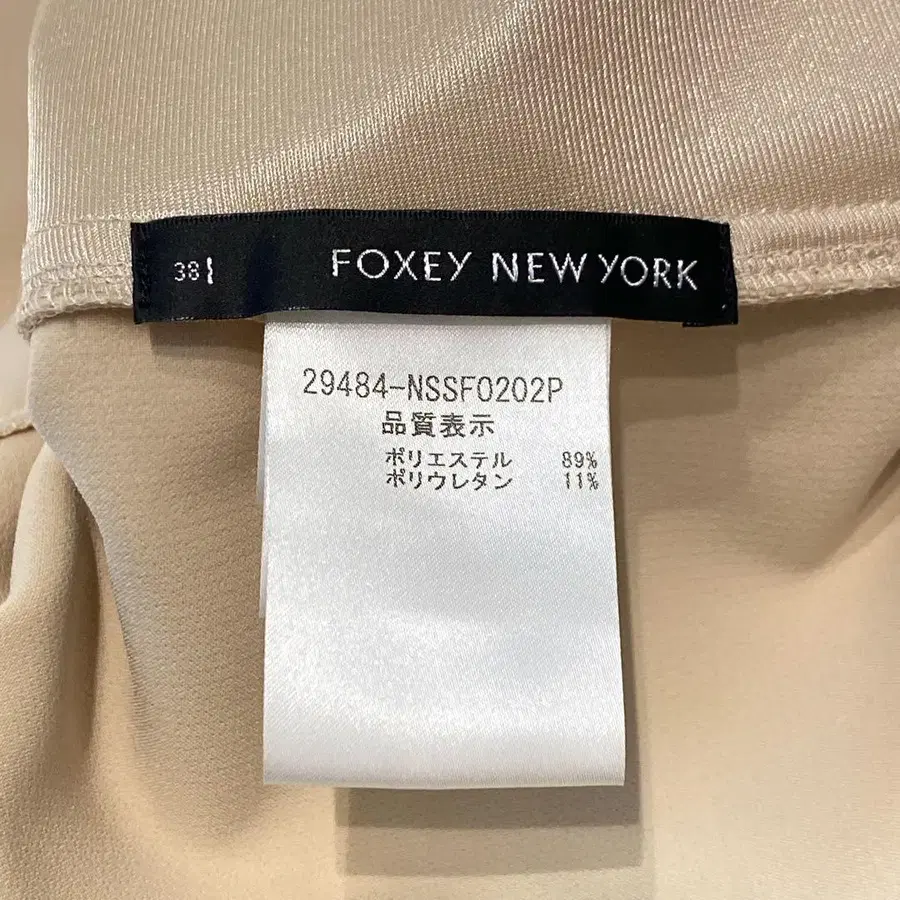 38
FOXEY NEW YORK
29484-NSSF0202P
品質表示
ポリエステル 89%
ポリウレタン 11%